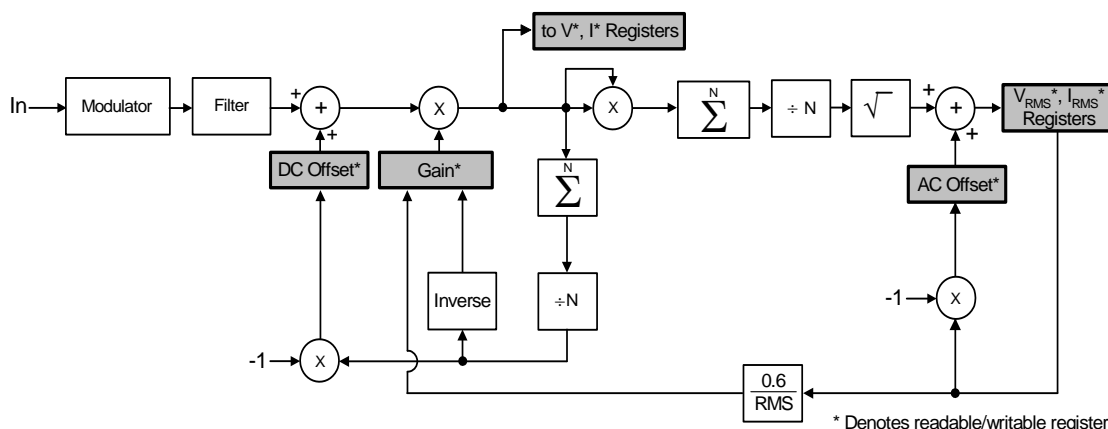 to V*, I* Registers
In
Modulator
Filter
+
+
+
X
X
N
Σ
÷ N
√
+
+
+
VRMS*, IRMS*
Registers
DC Offset*
Gain*
N
Σ
AC Offset*
Inverse
÷N
-1
X
-1
X
0.6
RMS
* Denotes readable/writable register